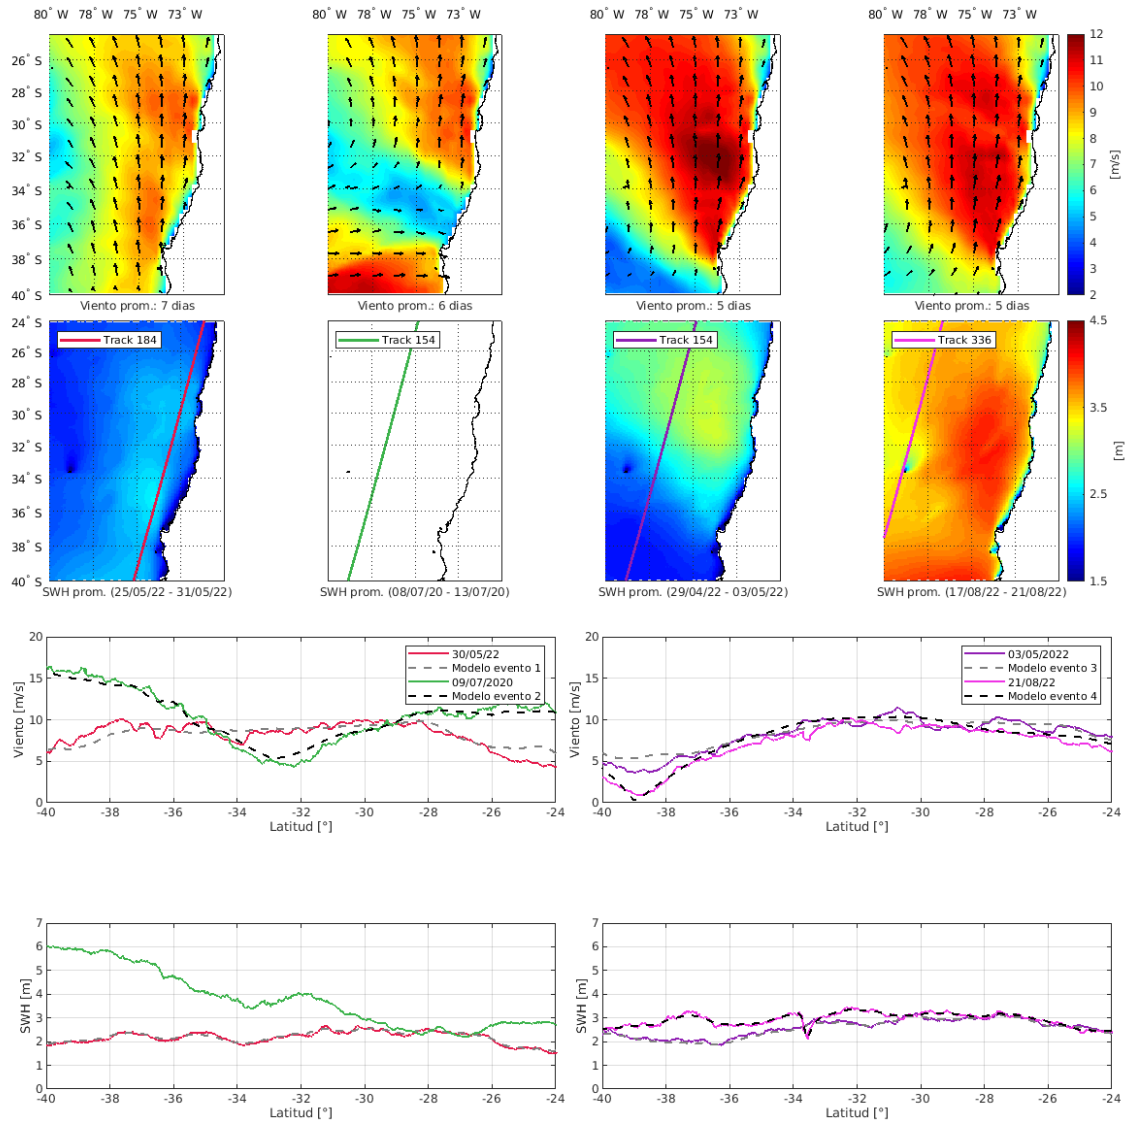 80° W 78° W 75° W 73° W
80° W 78° W 75° W 73° W
80° W 78° W 75° W 73° W
80° W 78° W 75° W 73° W
26° S
28° S
30° S
32° S
34° S
36° S
38° S
40° S
12
11
10
9
8
7
6
5
4
3
2
[m/s]
Viento prom.: 7 dias
Viento prom.: 6 dias
Viento prom.: 5 dias
Viento prom.: 5 dias
24° S
26° S
28° S
30° S
32° S
34° S
36° S
38° S
40° S
Track 184
Track 154
Track 154
Track 336
4.5
3.5
2.5
1.5
[m]
SWH prom. (25/05/22 - 31/05/22)
SWH prom. (08/07/20 - 13/07/20)
SWH prom. (29/04/22 - 03/05/22)
SWH prom. (17/08/22 - 21/08/22)
20
15
10
5
0
Viento [m/s]
30/05/22
Modelo evento 1
09/07/2020
Modelo evento 2
-40 -38 -36 -34 -32 -30 -28 -26 -24
Latitud [°]
20
15
10
5
0
Viento [m/s]
03/05/2022
Modelo evento 3
21/08/22
Modelo evento 4
-40 -38 -36 -34 -32 -30 -28 -26 -24
Latitud [°]
7
6
5
4
3
2
1
0
SWH [m]
-40 -38 -36 -34 -32 -30 -28 -26 -24
Latitud [°]
7
6
5
4
3
2
1
0
SWH [m]
-40 -38 -36 -34 -32 -30 -28 -26 -24
Latitud [°]